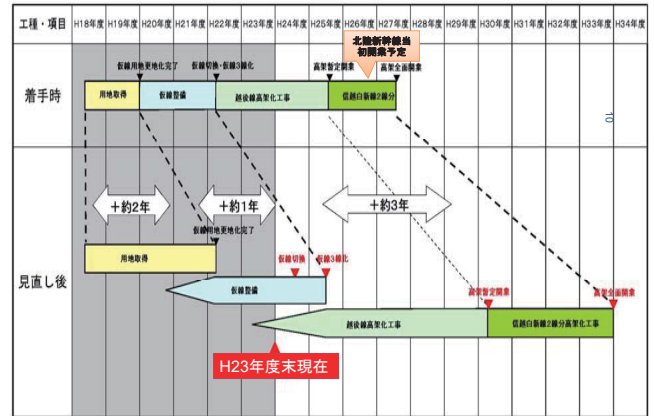 工種・項目 H18年度 H19年度 H20年度 H21年度 H22年度 H23年度 H24年度 H25年度 H26年度 H27年度 H28年度 H29年度 H30年度 H31年度 H32年度 H33年度 H34年度
北陸新幹線当
初開業予定
仮線用地更地化完了
仮線切換・仮線3線化
高架暫定開業
高架全面開業
着手時
用地取得
仮線整備
越後線高架化工事
信越白新線2線分
10
+約2年
+約1年
+約3年
仮線用地更地化完了
見直し後
用地取得
仮線切換
仮線3線化
仮線整備
高架暫定開業
高架全面開業
越後線高架化工事
信越白新線2線分高架化工事
H23年度末現在